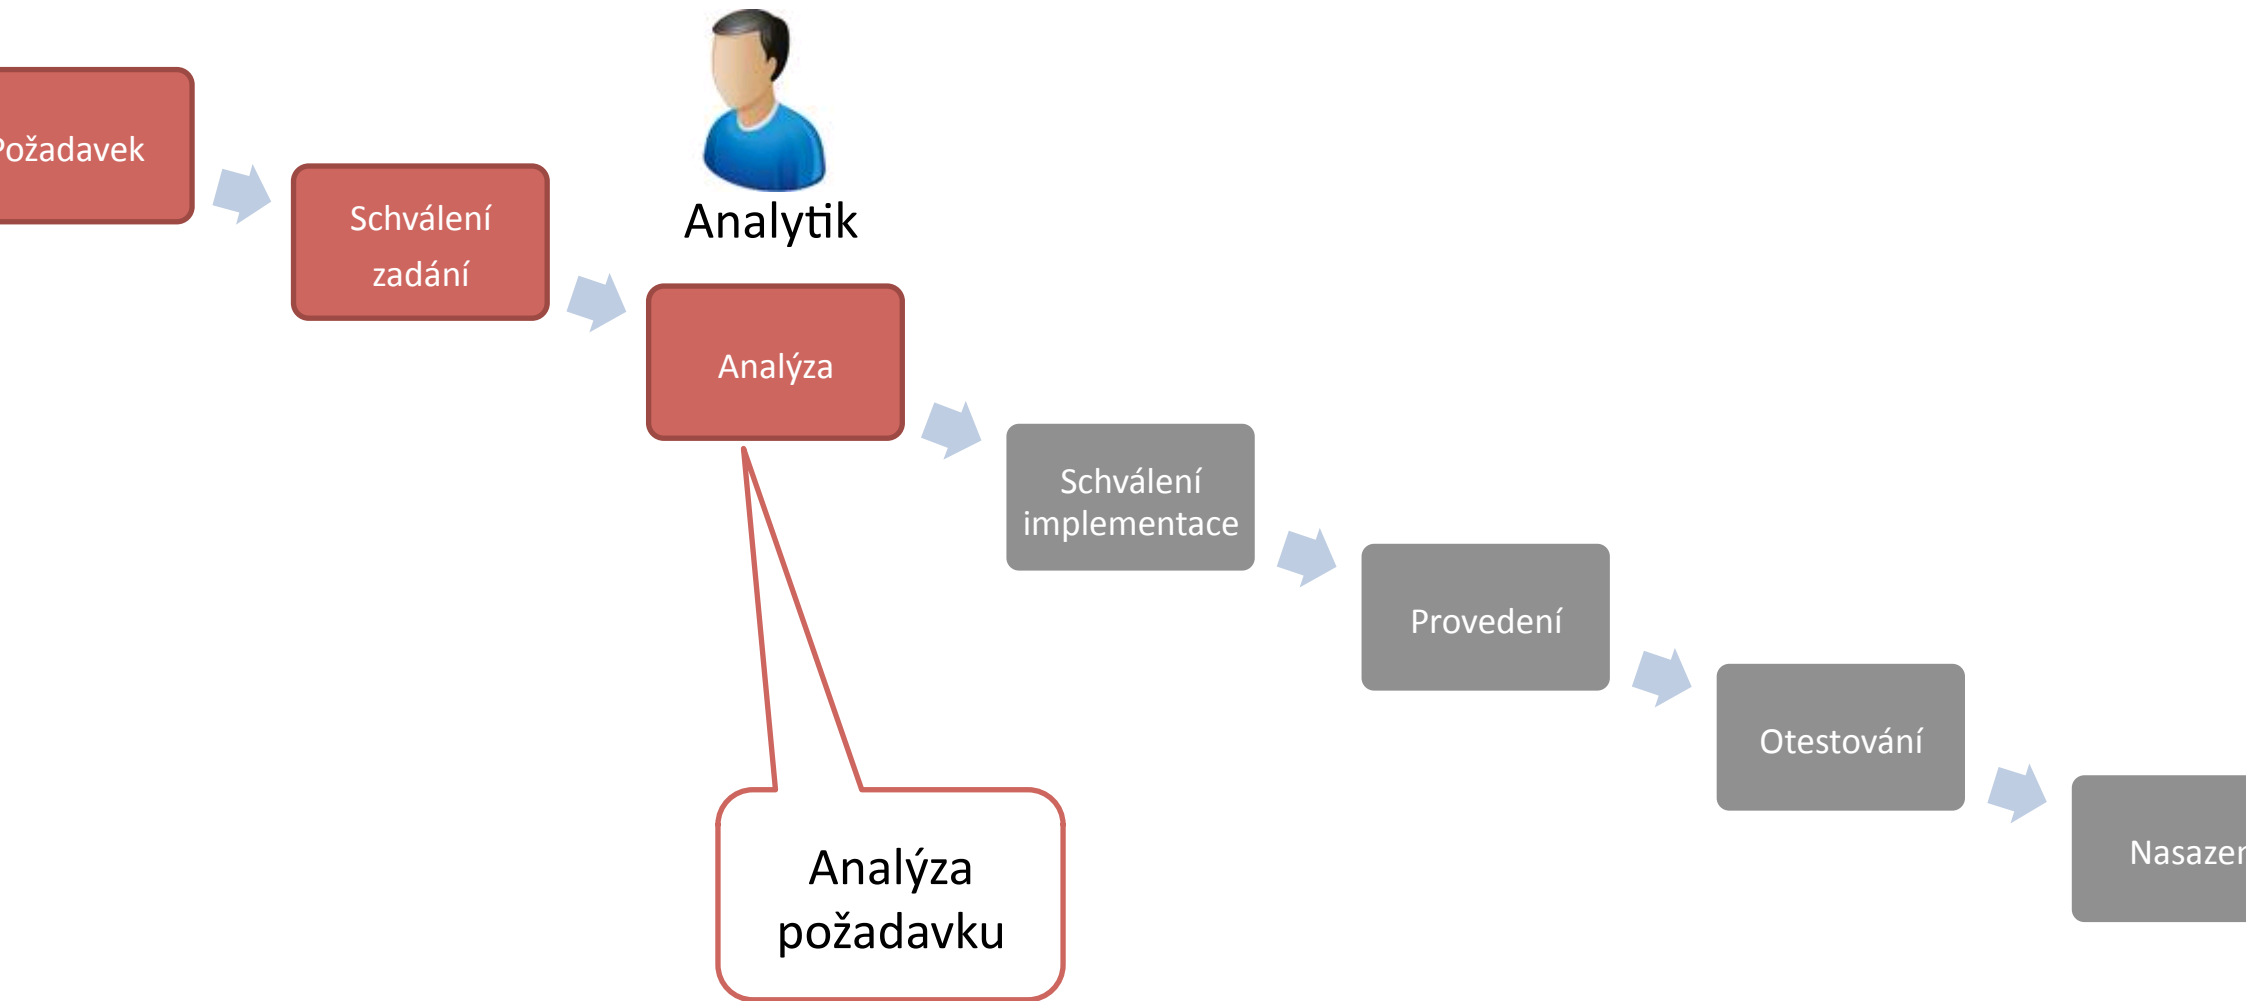 Požadavek
Schválení
zadání
Analytik
Analýza
Schválení
implementace
Provedení
Otestování
Analýza
požadavku